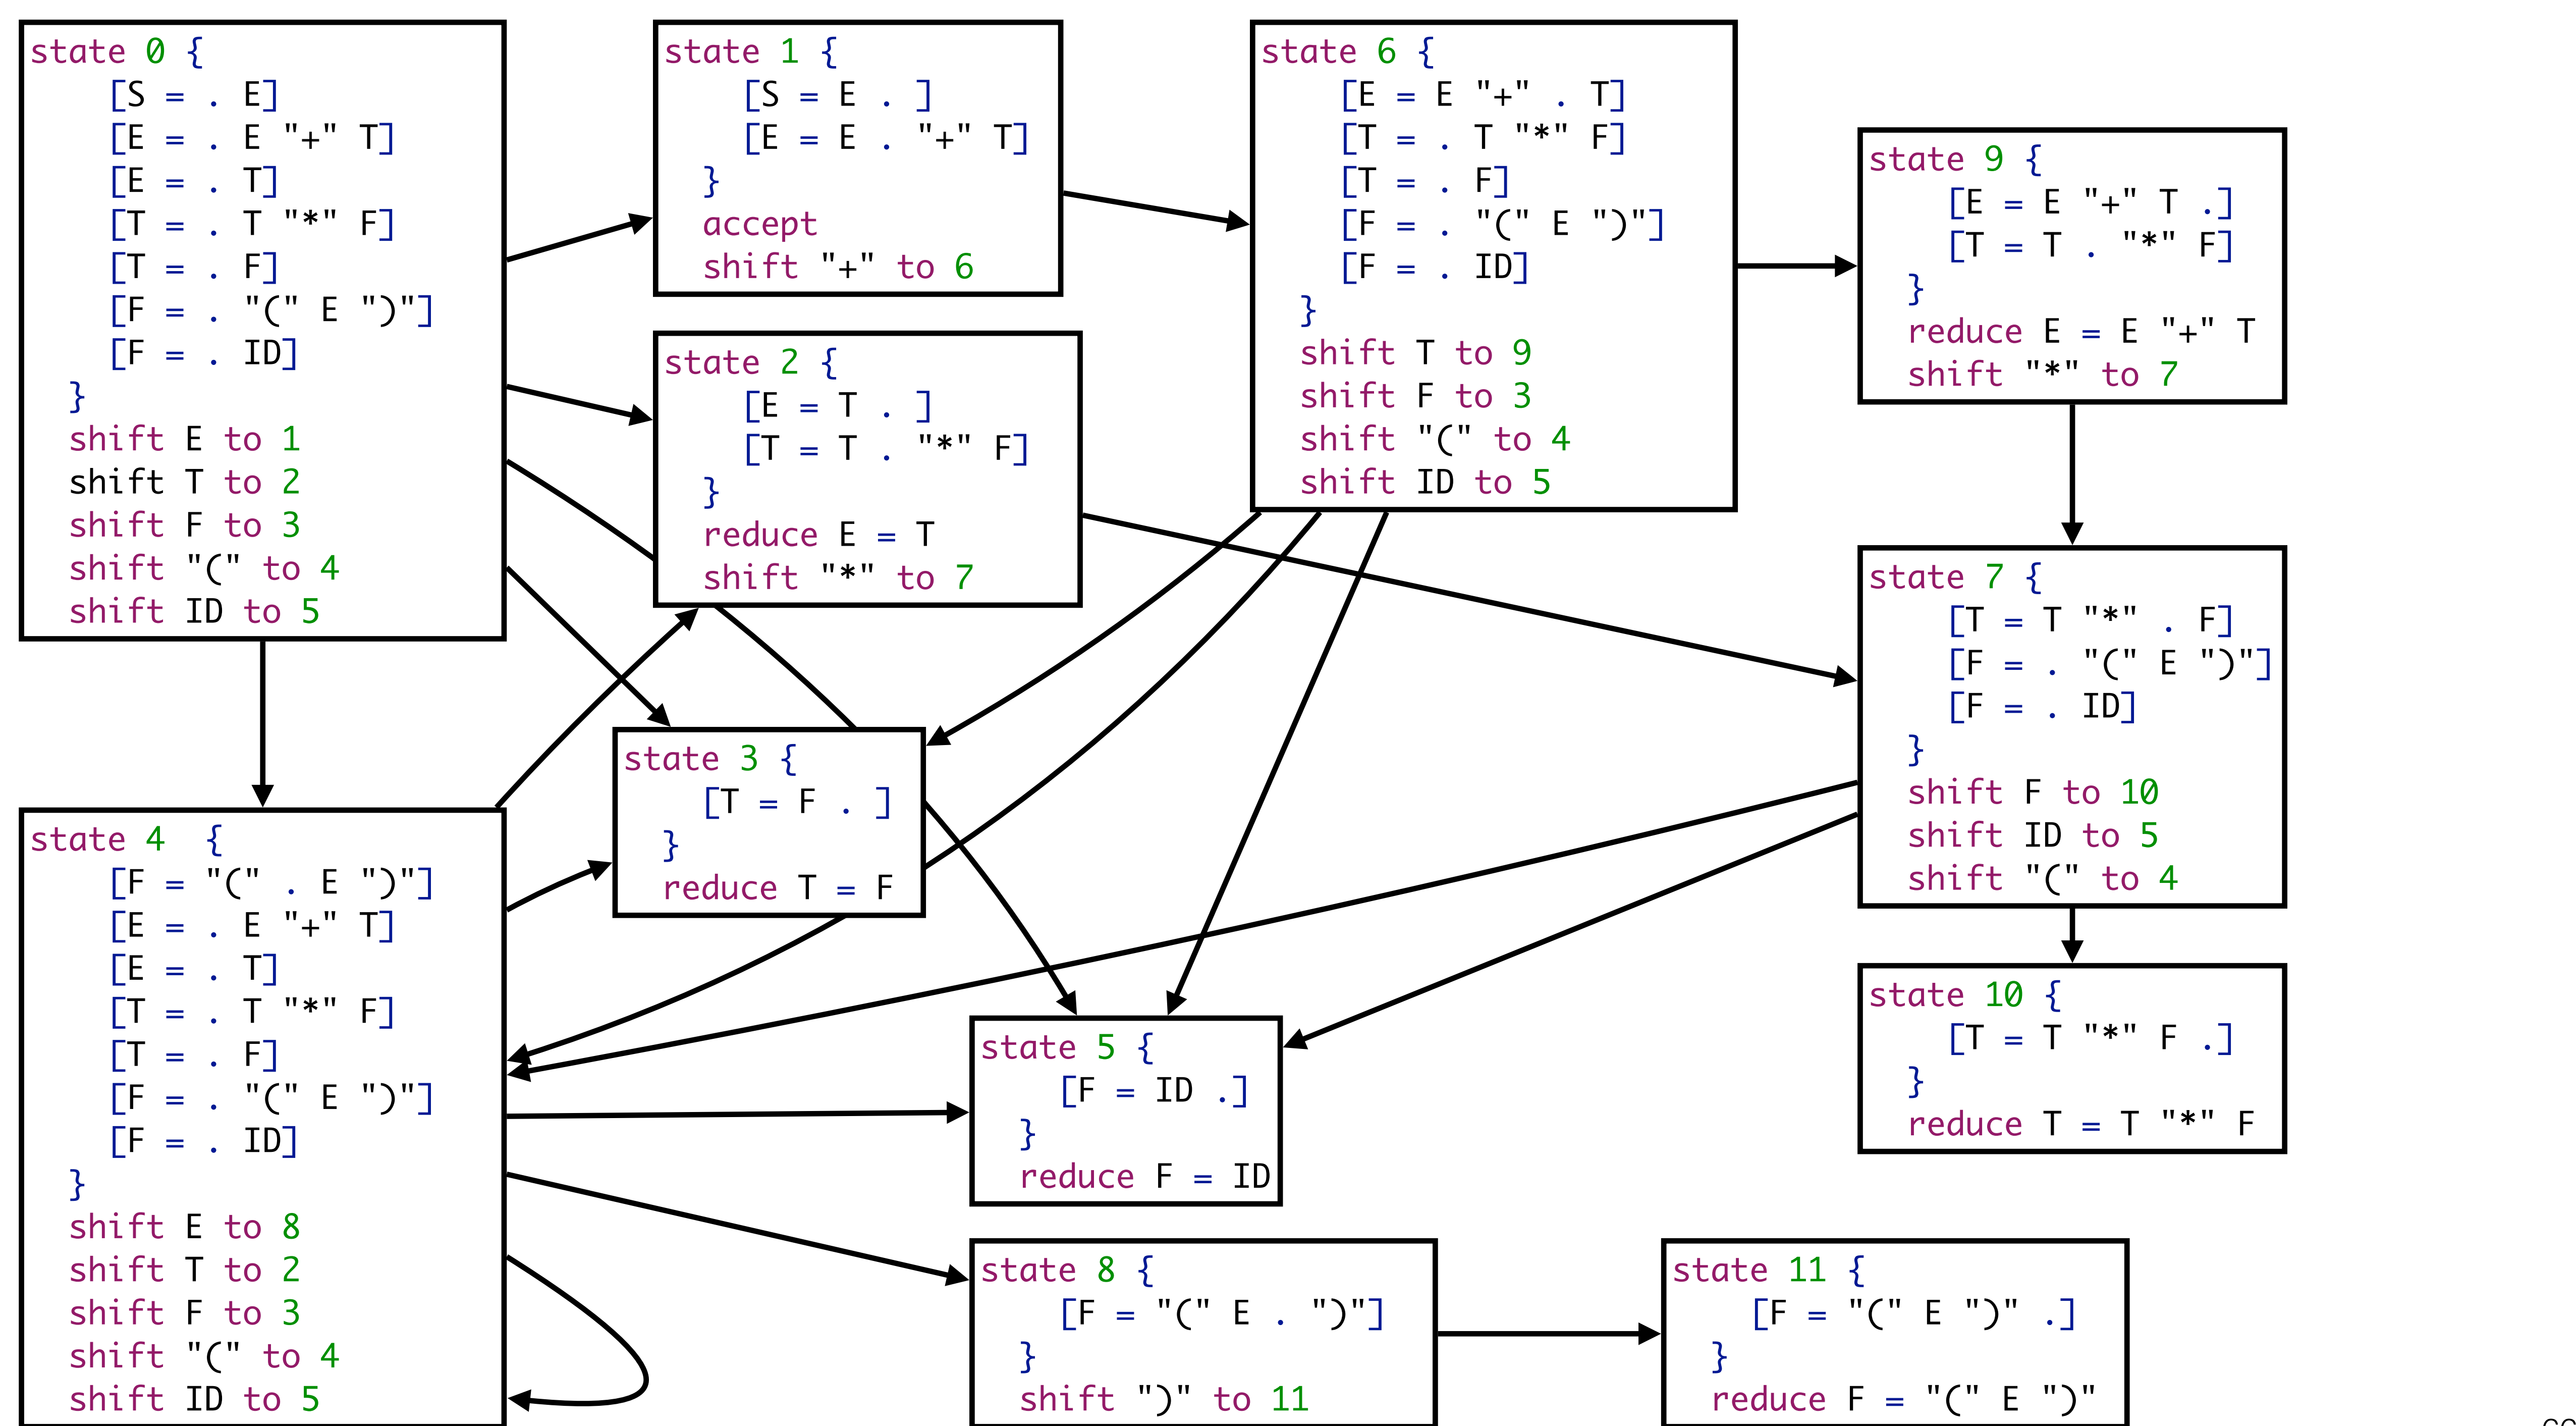 state 0 {
[S = . E]
[E = . E "+" T]
[E = . T]
[T = . T "*" F]
[T = . F]
[F = . "(" E ")"]
[F = . ID]
}
shift E to 1
shift T to 2
shift F to 3
shift "(" to 4
shift ID to 5
state 1 {
[S = E . ]
[E = E . "+" T]
}
accept
shift "+" to 6
state 2 {
[E = T . ]
[T = T . "*" F]
}
reduce E = T
shift "*" to 7
state 6 {
[E = E "+" . T]
[T = . T "*" F]
[T = . F]
[F = . "(" E ")"]
[F = . ID]
}
shift T to 9
shift F to 3
shift "(" to 4
shift ID to 5
state 9 {
[E = E "+" T .]
[T = T . "*" F]
}
reduce E = E "+" T
shift "*" to 7
state 3 {
[T = F . ]
}
reduce T = F
state 7 {
[T = T "*" . F]
[F = . "(" E ")"]
[F = . ID]
}
shift F to 10
shift ID to 5
shift "(" to 4
state 4 {
[F = "(" . E ")"]
[E = . E "+" T]
[E = . T]
[T = . T "*" F]
[T = . F]
[F = . "(" E ")"]
[F = . ID]
}
shift E to 8
shift T to 2
shift F to 3
shift "(" to 4
shift ID to 5
state 5 {
[F = ID .]
}
reduce F = ID
state 10 {
[T = T "*" F .]
}
reduce T = T "*" F
state 8 {
[F = "(" E . ")"]
}
shift ")" to 11
state 11 {
[F = "(" E ")" .]
}
reduce F = "(" E ")"